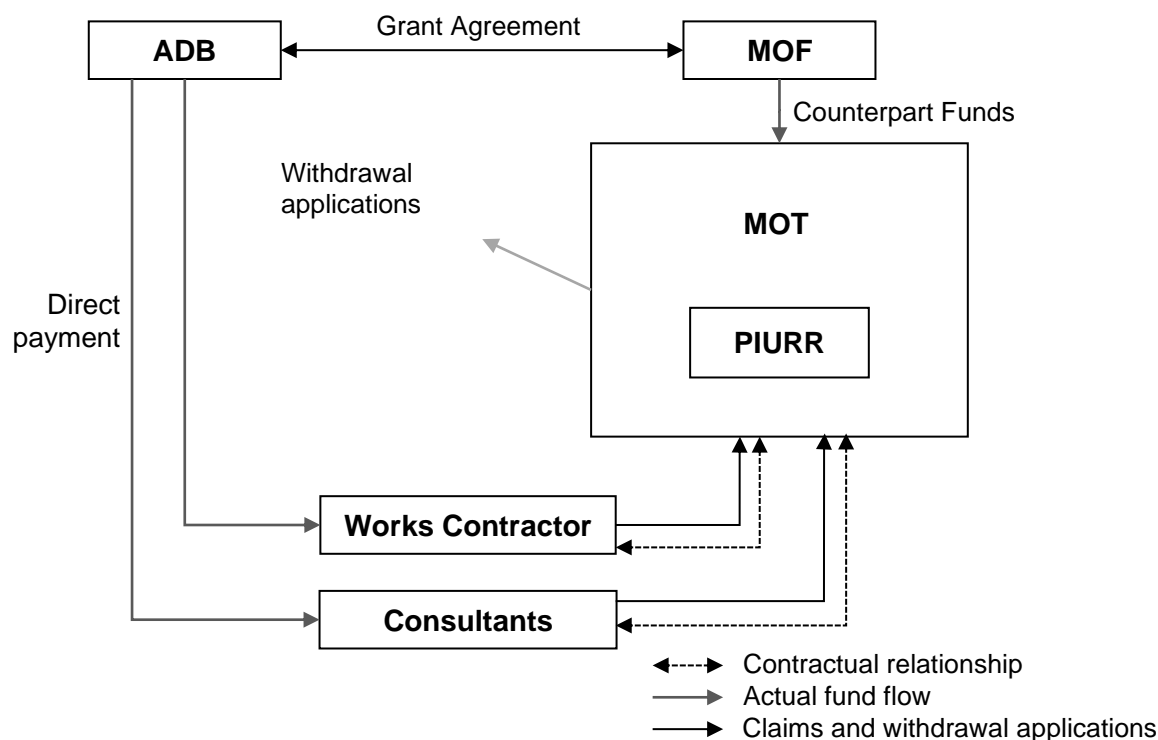 Grant Agreement
ADB
MOF
Counterpart Funds
Withdrawal
applications
MOT
Direct
payment
PIURR
Works Contractor
Consultants
Contractual relationship
Actual fund flow
Claims and withdrawal applications